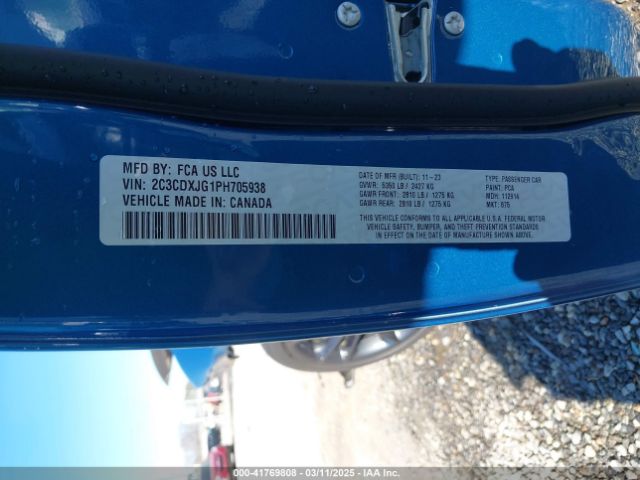 MFD BY: FCA US LLC
VIN: 2C3CDXJG1PH705938
VEHICLE MADE IN: CANADA
DATE OF MFR (BUILT): 11-23
GVWR: 5350 LB / 2427 KG
GAWR FRONT: 2810 LB / 1275 KG
GAWR REAR: 2810 LB / 1275 KG
TYPE: PASSENGER CAR
PAINT: PCA
MDH: 112914
MKT: 675
THIS VEHICLE CONFORMS TO ALL APPLICABLE U.S.A. FEDERAL MOTOR
VEHICLE SAFETY, BUMPER, AND THEFT PREVENTION STANDARDS
IN EFFECT ON THE DATE OF MANUFACTURE SHOWN ABOVE.
000-41769808 - 03/11/2025 - IAA Inc.